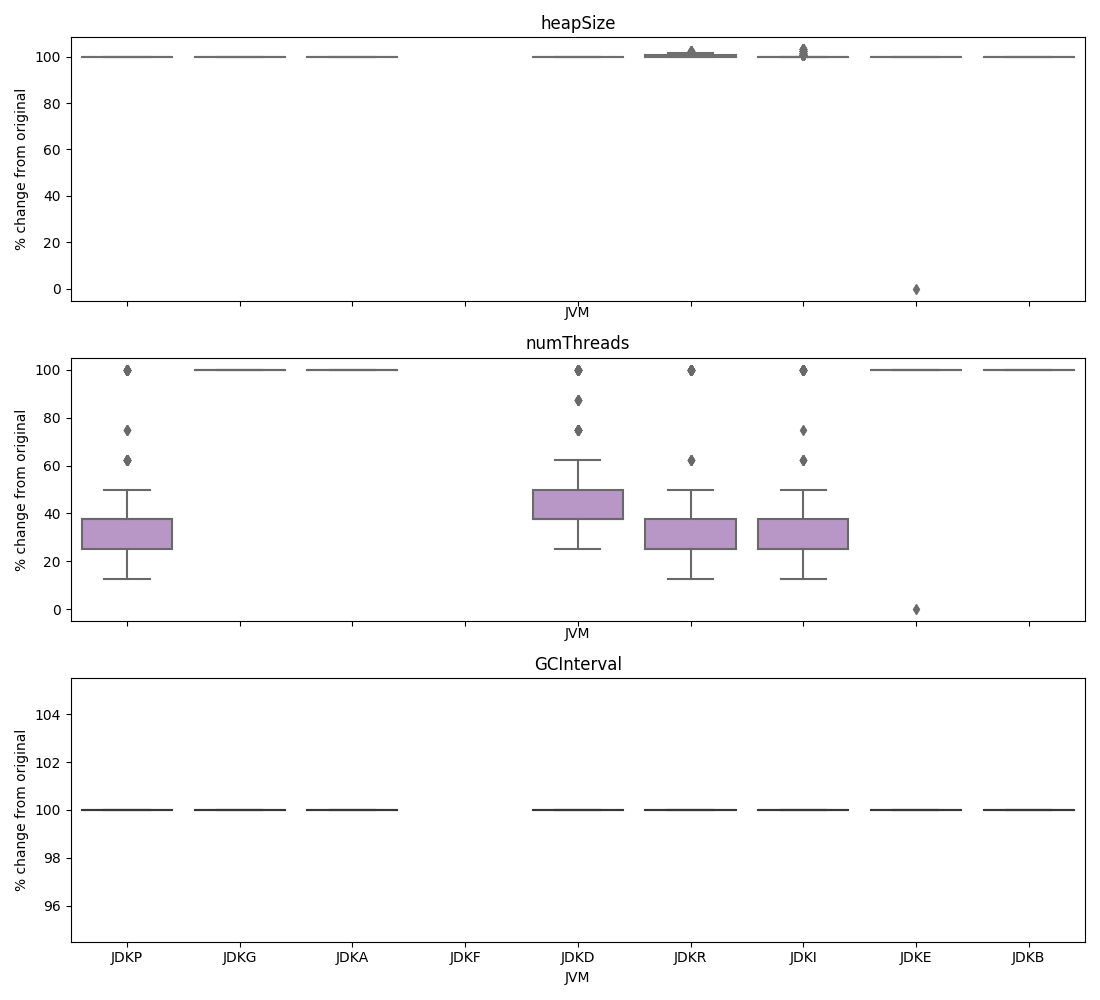 heapSize
% change from original
100
80
60
40
20
0
JVM
numThreads
% change from original
100
80
60
40
20
0
JVM
GCInterval
% change from original
104
102
100
98
96
JDKP JDKG JDKA JDKF JDKD JDKR JDKI JDKE JDKB
JVM